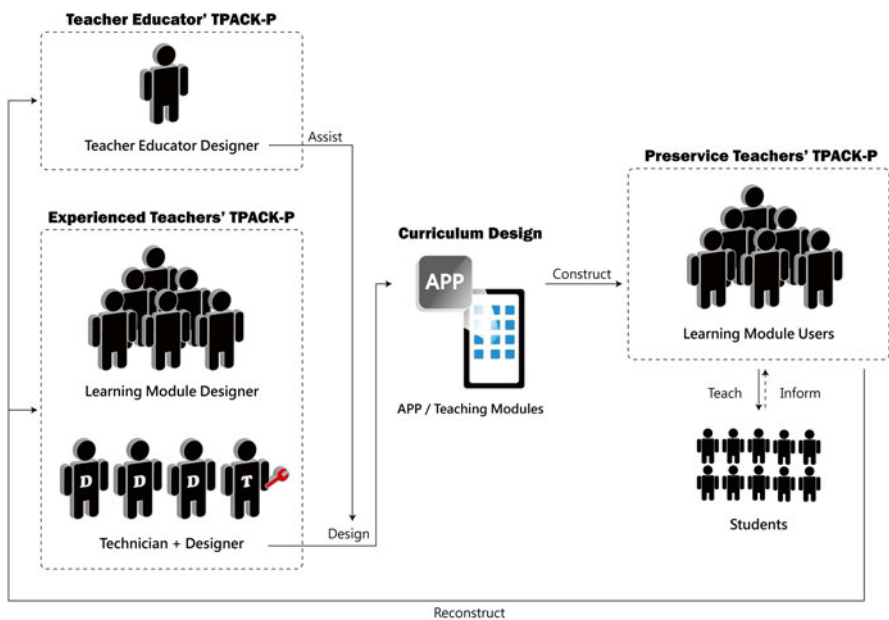 Teacher Educator' TPACK-P
Teacher Educator Designer
Assist
Experienced Teachers' TPACK-P
Learning Module Designer
D D D T
Technician + Designer
Design
Curriculum Design
APP
APP / Teaching Modules
Construct
Preservice Teachers' TPACK-P
Learning Module Users
Teach
Inform
Students
Reconstruct